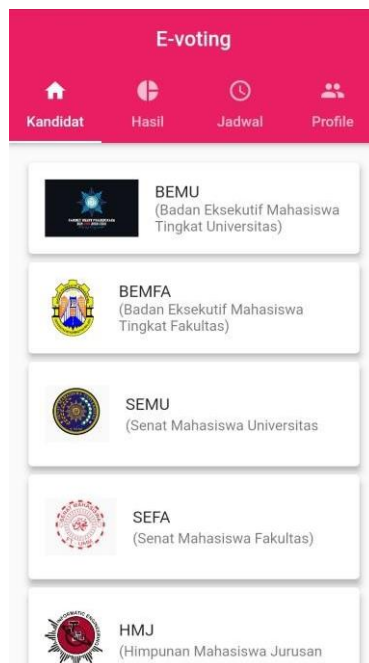 E-voting
Kandidat
Hasil
Jadwal
Profile
BEMU
(Badan Eksekutif Mahasiswa
Tingkat Universitas)
BEMFA
(Badan Eksekutif Mahasiswa
Tingkat Fakultas)
SEMU
(Senat Mahasiswa Universitas
SEFA
(Senat Mahasiswa Fakultas)
HMJ
(Himpunan Mahasiswa Jurusan